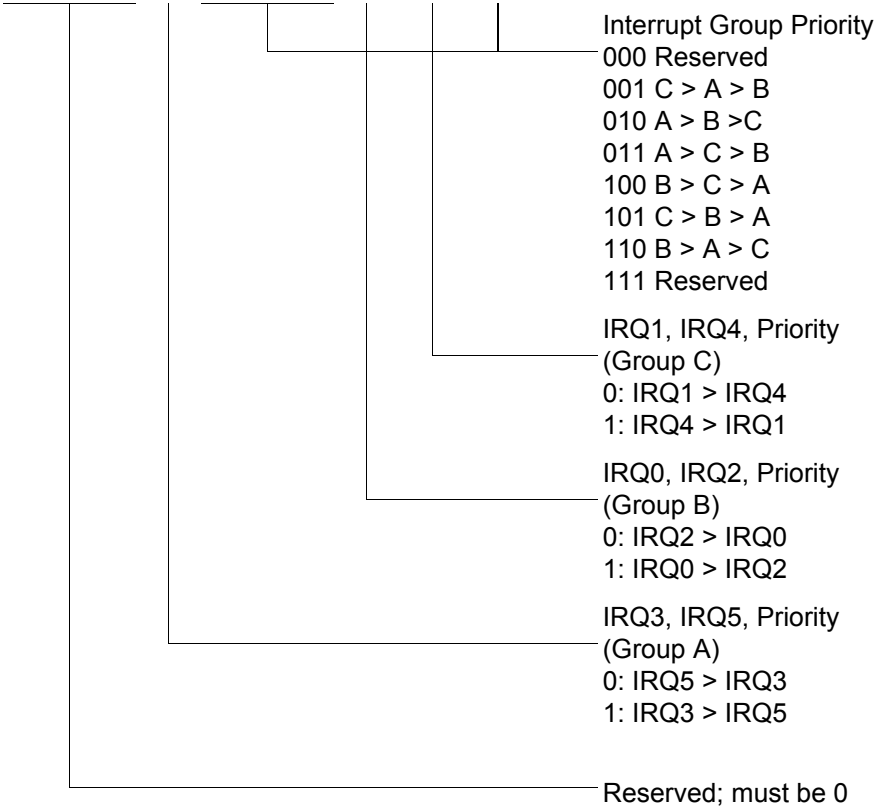 Interrupt Group Priority
000 Reserved
001 C > A > B
010 A > B >C
011 A > C > B
100 B > C > A
101 C > B > A
110 B > A > C
111 Reserved
IRQ1, IRQ4, Priority
(Group C)
0: IRQ1 > IRQ4
1: IRQ4 > IRQ1
IRQ0, IRQ2, Priority
(Group B)
0: IRQ2 > IRQ0
1: IRQ0 > IRQ2
IRQ3, IRQ5, Priority
(Group A)
0: IRQ5 > IRQ3
1: IRQ3 > IRQ5
Reserved; must be 0